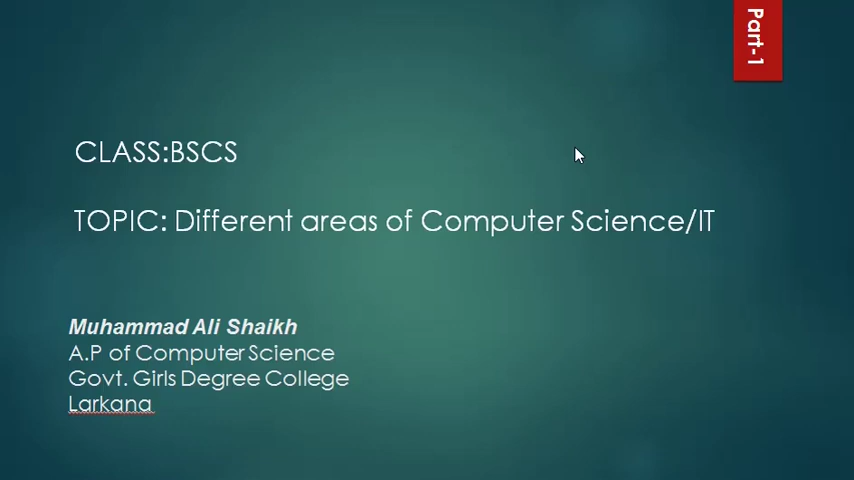 Part-1
CLASS:BSCS
TOPIC: Different areas of Computer Science/IT
Muhammad Ali Shaikh
A.P of Computer Science
Govt. Girls Degree College
Larkana